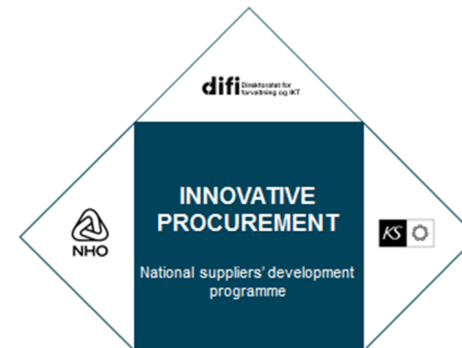 difi Direktoratet for
forvaltning og IKT
INNOVATIVE
PROCUREMENT
NHO
KS
National suppliers' development
programme